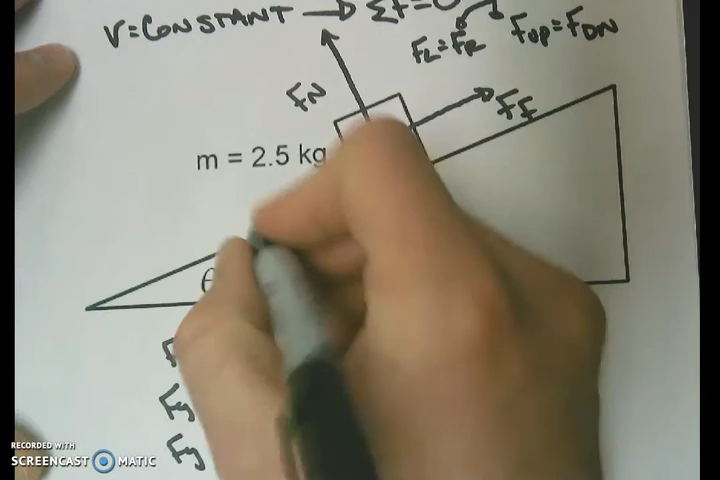 V=CONSTANT → ΣF=0
FL=FR FUP=FDN
FN
FF
m = 2.5 kg
θ
Fg
Fg
RECORDED WITH
SCREENCAST MATIC